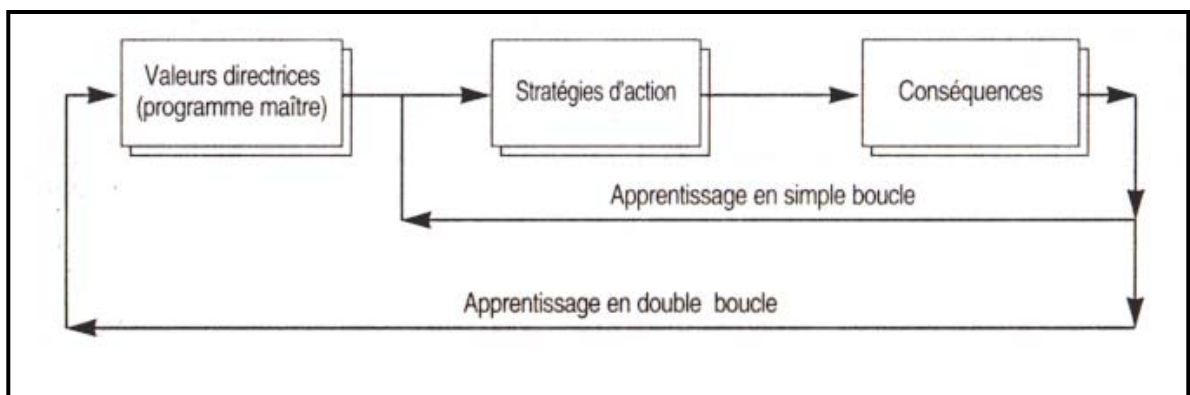 Valeurs directrices
(programme maître)
Stratégies d'action
Conséquences
Apprentissage en simple boucle
Apprentissage en double boucle